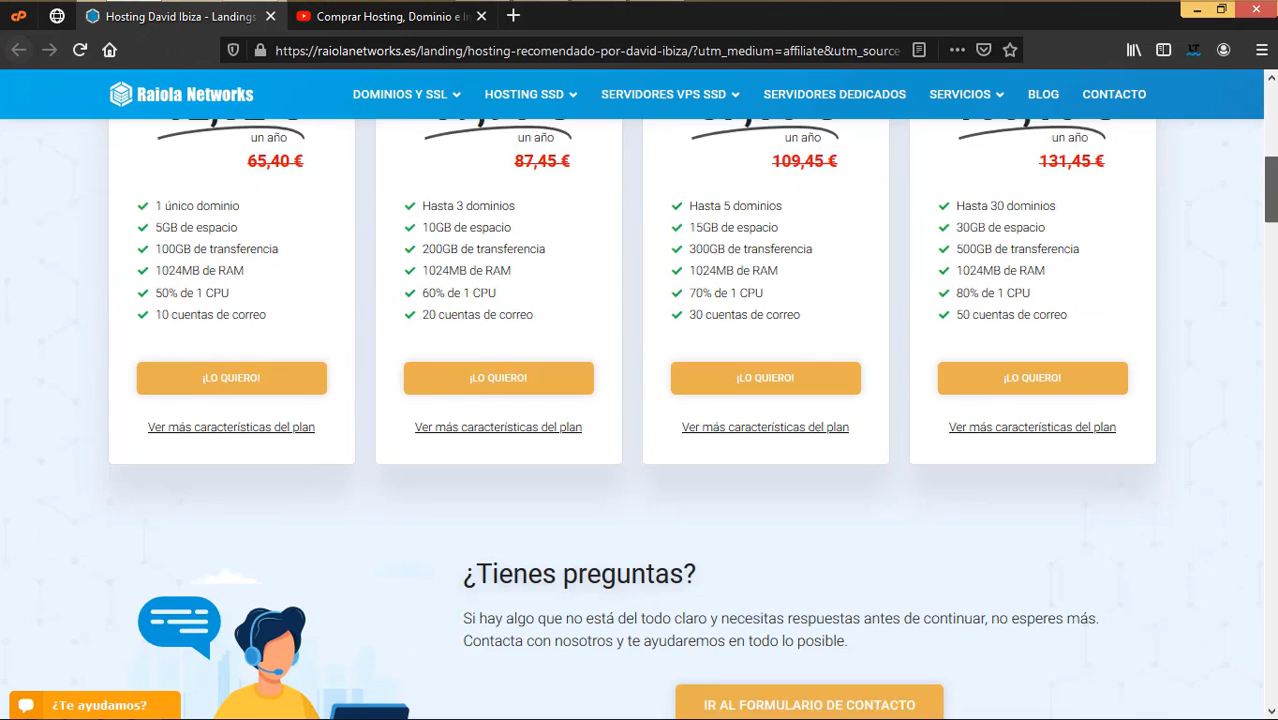 Hosting David Ibiza - Landings
Comprar Hosting, Dominio e In
https://raiolanetworks.es/landing/hosting-recomendado-por-david-ibiza/?utm_medium=affiliate&utm_source
Raiola Networks
DOMINIOS Y SSL
HOSTING SSD
SERVIDORES VPS SSD
SERVIDORES DEDICADOS
SERVICIOS
BLOG
CONTACTO
un año
65,40 €
1 único dominio
5GB de espacio
100GB de transferencia
1024MB de RAM
50% de 1 CPU
10 cuentas de correo
¡LO QUIERO!
Ver más características del plan
un año
87,45 €
Hasta 3 dominios
10GB de espacio
200GB de transferencia
1024MB de RAM
60% de 1 CPU
20 cuentas de correo
¡LO QUIERO!
Ver más características del plan
un año
109,45 €
Hasta 5 dominios
15GB de espacio
300GB de transferencia
1024MB de RAM
70% de 1 CPU
30 cuentas de correo
¡LO QUIERO!
Ver más características del plan
un año
131,45 €
Hasta 30 dominios
30GB de espacio
500GB de transferencia
1024MB de RAM
80% de 1 CPU
50 cuentas de correo
¡LO QUIERO!
Ver más características del plan
¿Tienes preguntas?
Si hay algo que no está del todo claro y necesitas respuestas antes de continuar, no esperes más.
Contacta con nosotros y te ayudaremos en todo lo posible.
IR AL FORMULARIO DE CONTACTO
¿Te ayudamos?